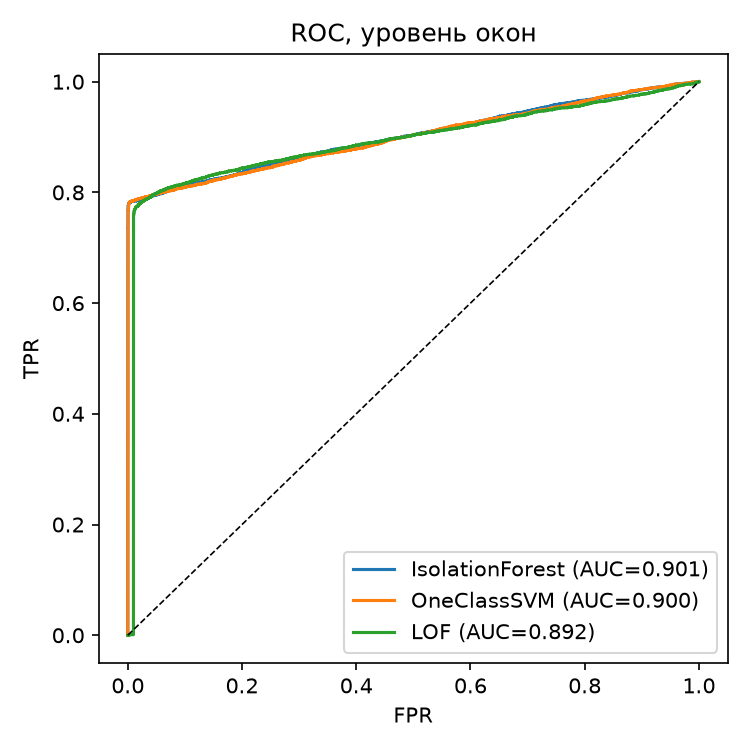 ROC, уровень окон
1.0
0.8
0.6
0.4
0.2
0.0
TPR
IsolationForest (AUC=0.901)
OneClassSVM (AUC=0.900)
LOF (AUC=0.892)
0.0 0.2 0.4 0.6 0.8 1.0
FPR